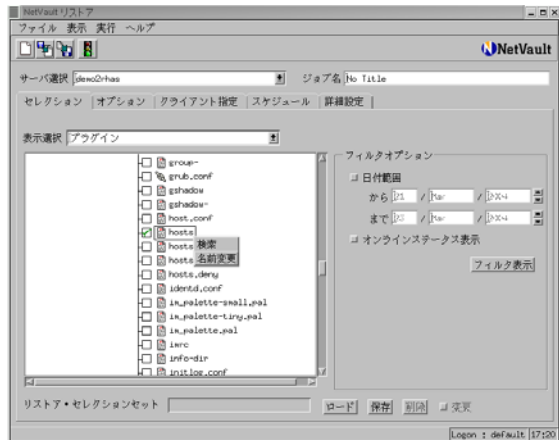 NetVault リストア
ファイル 表示 実行 ヘルプ
NetVault
サーバ選択 demo2rhas
ジョブ名 No Title
セレクション オプション クライアント指定 スケジュール 詳細設定
表示選択 プラグイン
group-
grub.conf
gshadow
gshadow-
host.conf
hosts
hosts
検索
hosts
名前変更
hosts.deny
identd.conf
im_palette-small.pal
im_palette-tiny.pal
im_palette.pal
imrc
info-dir
initlog.conf
フィルタオプション
日付範囲
から / Mar /
まで / Mar /
オンラインステータス表示
フィルタ表示
リストア・セレクションセット
ロード 保存 削除 変更
Logon : default 17:20